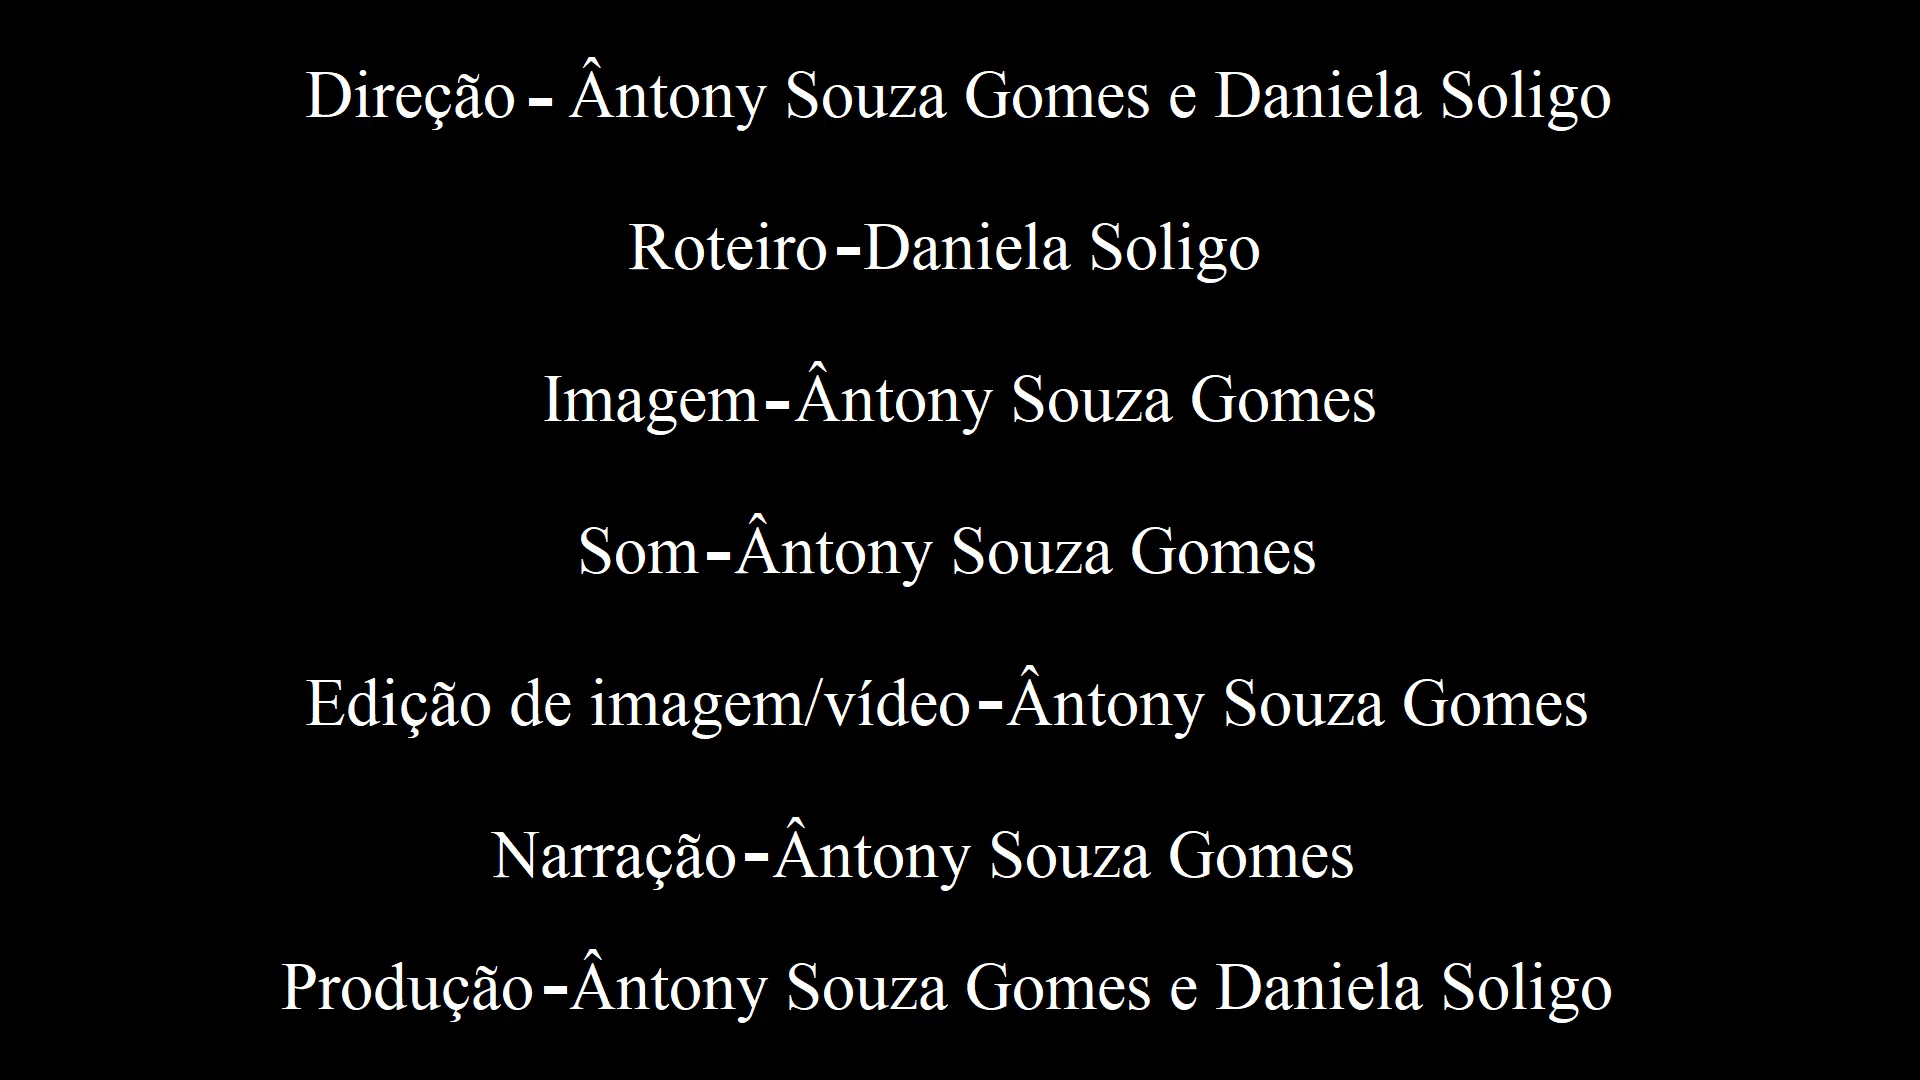 Direção - Ântony Souza Gomes e Daniela Soligo
Roteiro-Daniela Soligo
Imagem-Ântony Souza Gomes
Som-Ântony Souza Gomes
Edição de imagem/vídeo-Ântony Souza Gomes
Narração-Ântony Souza Gomes
Produção-Ântony Souza Gomes e Daniela Soligo